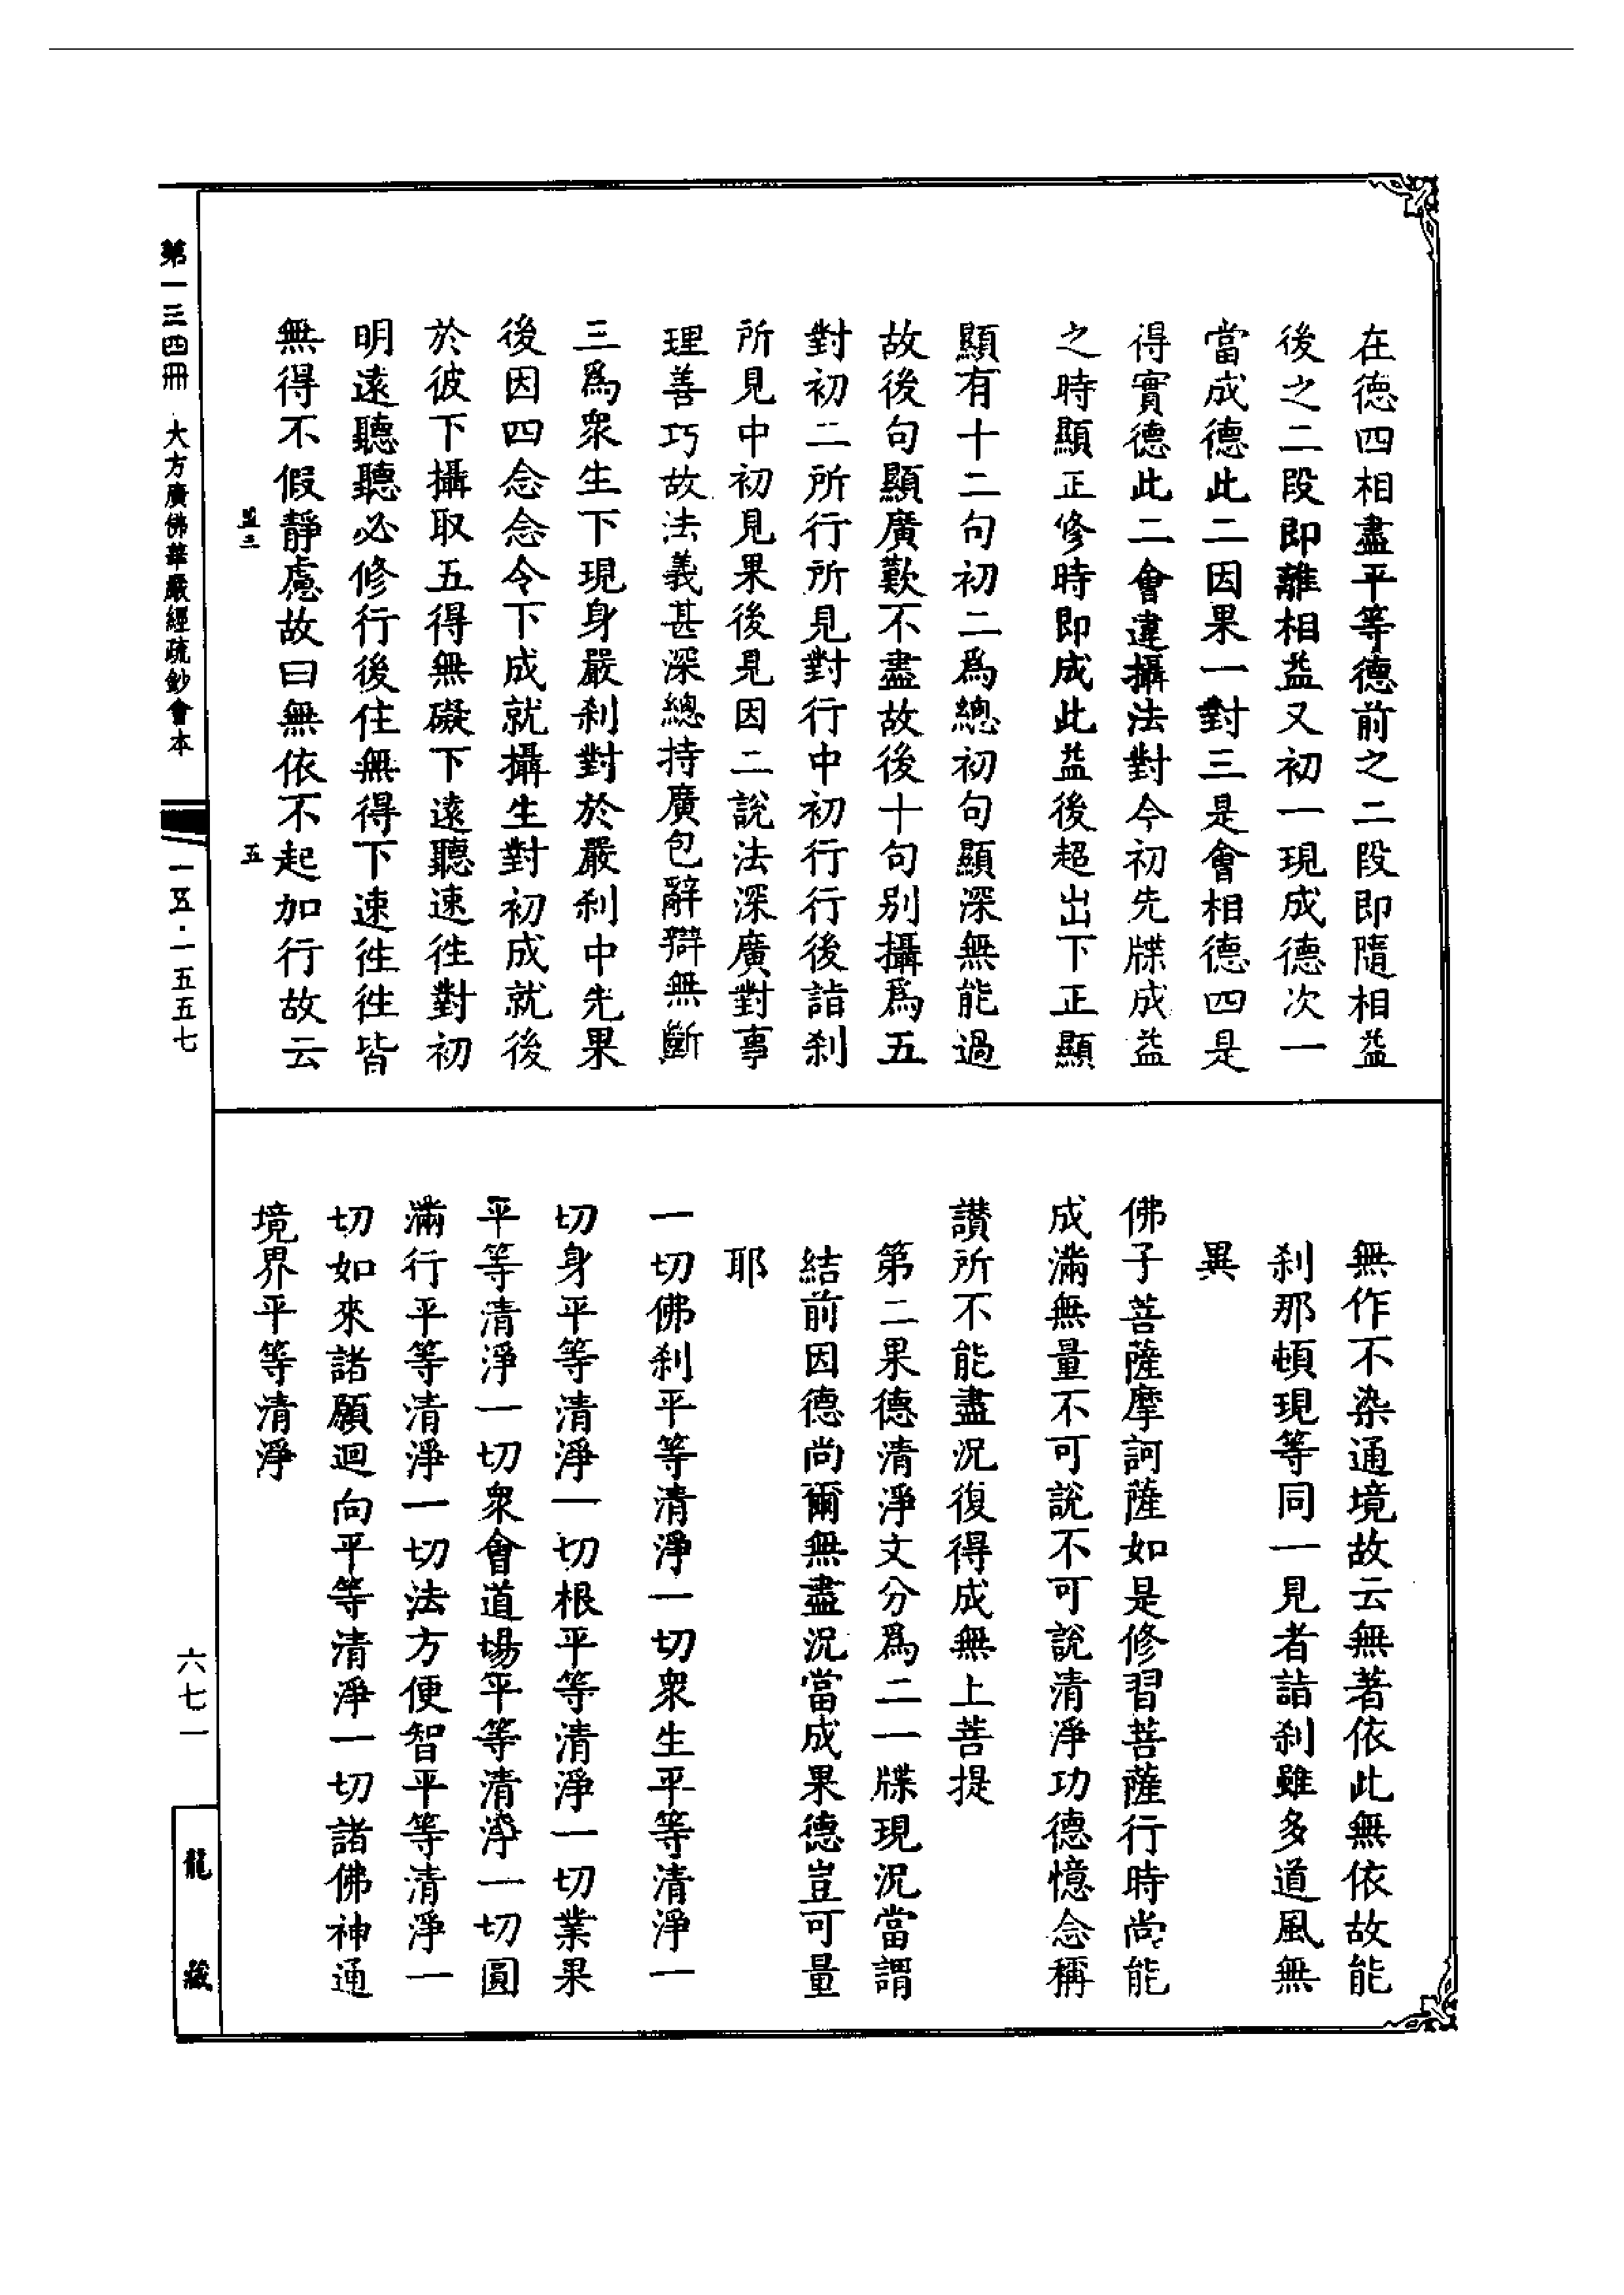 在德四相盡平等德前之二段即隨相益
後之二段即離相益又初一現成德次一
當成德此二因果一對三是會相德四是
得實德此二會違攝法對今初先牒成益
之時顯正修時即成此益後超出下正顯
顯有十二句初二爲總初句顯深無能過
故後句顯廣歎不盡故後十句别攝爲五
對初二所行所見對行中初行行後詣剎
所見中初見果後見因二說法深廣對事
理善巧故法義甚深總持廣包辭辯無斷
三爲衆生下現身嚴剎對於嚴剎中先果
後因四念念令下成就攝生對初成就後
於彼下攝取五得無礙下遠聽速徃對初
明遠聽聽必修行後住無得下速徃徃皆
無得不假靜慮故曰無依不起加行故云
無作不染通境故云無著依此無依故能
剎那頓現等同一見者詰剎雖多道風無
異
佛子菩薩摩訶薩如是修習菩薩行時尚能
成滿無量不可說不可說清淨功德憶念稱
讃所不能盡況復得成無上菩提
第二果德清淨文分爲二一牒現況當謂
結前因德尚爾無盡況當成果德豈可量
耶
一切佛剎平等清淨一切衆生平等清淨一
切身平等清淨一切根平等清淨一切業果
平等清淨一切衆會道場平等清淨一切圓
滿行平等清淨一切法方便智平等清淨一
切如來諸願迴向平等清淨一切諸佛神通
境界平等清淨
第一三四冊 大方廣佛華嚴經疏鈔會本
一五·一五五七
六七一
龍藏
五